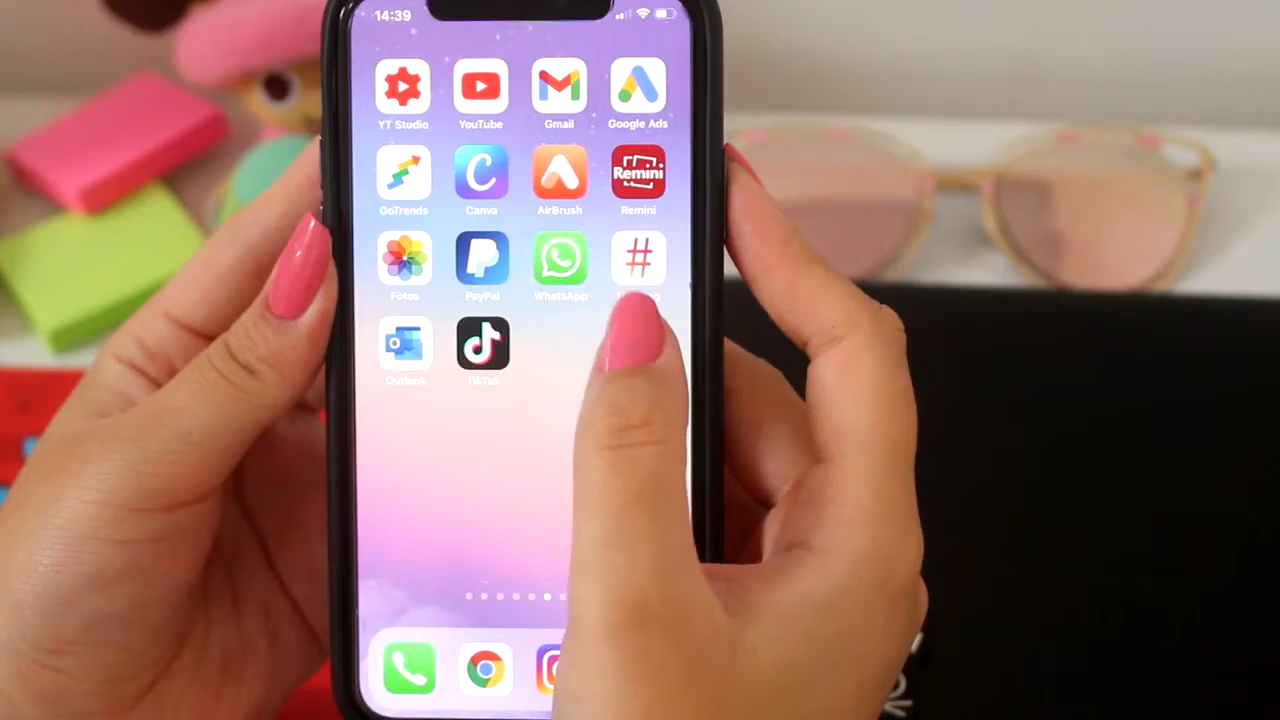 14:39
YT Studio YouTube Gmail Google Ads
Remini
GoTrends Canva AirBrush Remini
Fotos PayPal WhatsApp
Outlook TikTok